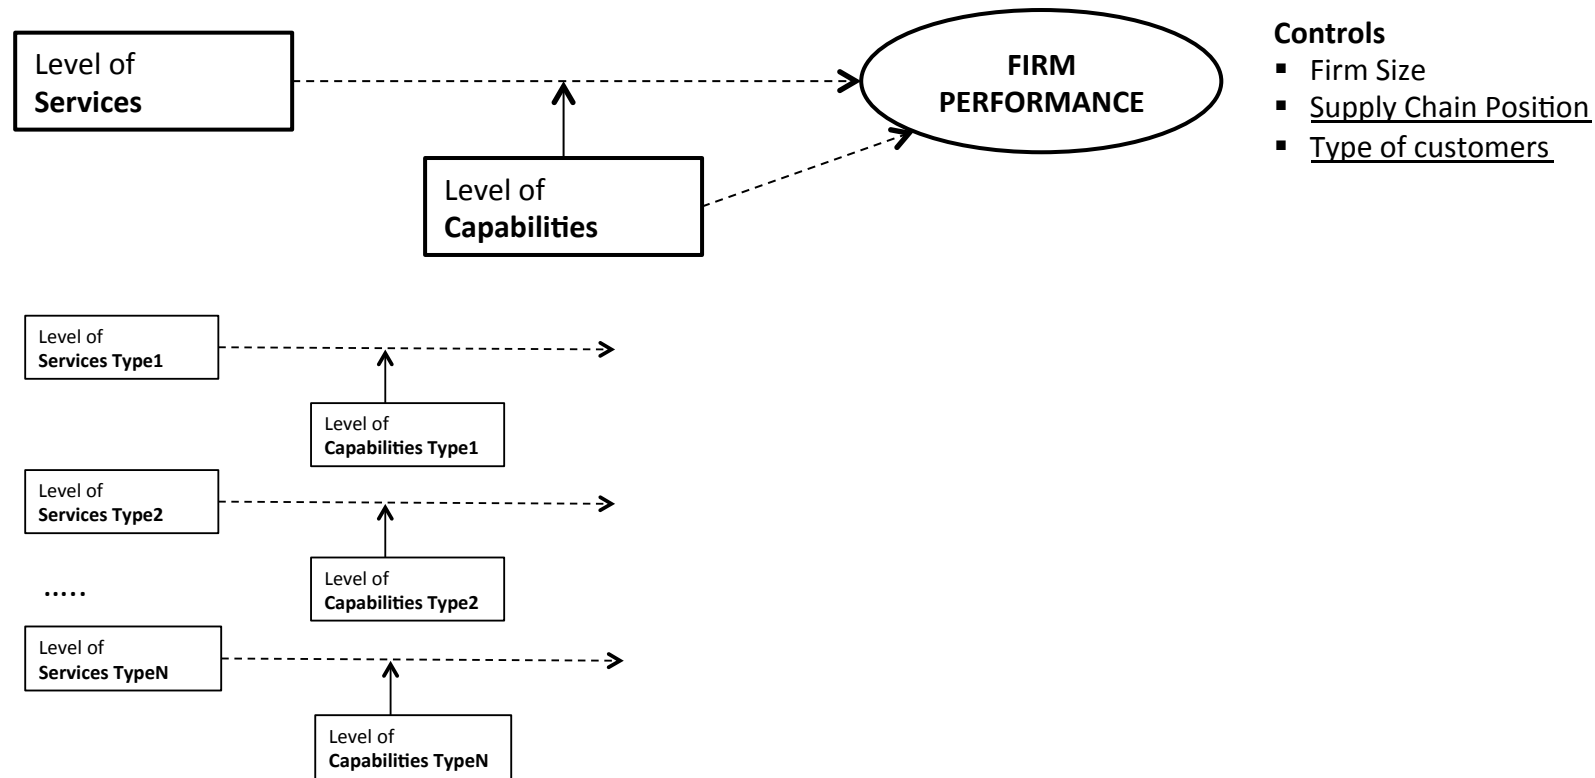 Level of
Services
FIRM
PERFORMANCE
Controls
▪ Firm Size
▪ Supply Chain Position
▪ Type of customers
Level of
Capabilities
Level of
Services Type1
Level of
Capabilities Type1
Level of
Services Type2
Level of
Capabilities Type2
.....
Level of
Services TypeN
Level of
Capabilities TypeN